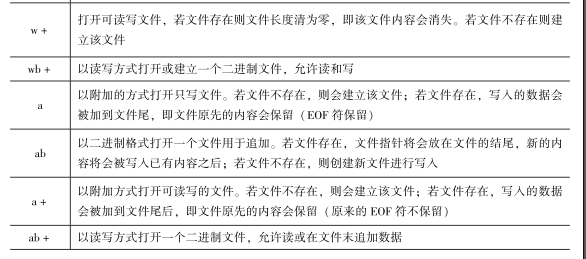 w +
打开可读写文件，若文件存在则文件长度清为零，即该文件内容会消失。若文件不存在则建
立该文件
wb +
以读写方式打开或建立一个二进制文件，允许读和写
a
以附加的方式打开只写文件。若文件不存在，则会建立该文件；若文件存在，写入的数据会
被加到文件尾，即文件原先的内容会保留（EOF 符保留）
ab
以二进制格式打开一个文件用于追加。若文件存在，文件指针将会放在文件的结尾，新的内
容将会被写入已有内容之后；若文件不存在，则创建新文件进行写入
a +
以附加方式打开可读写的文件。若文件不存在，则会建立该文件；若文件存在，写入的数据
会被加到文件尾后，即文件原先的内容会保留（原来的 EOF 符不保留）
ab +
以读写方式打开一个二进制文件，允许读或在文件末追加数据